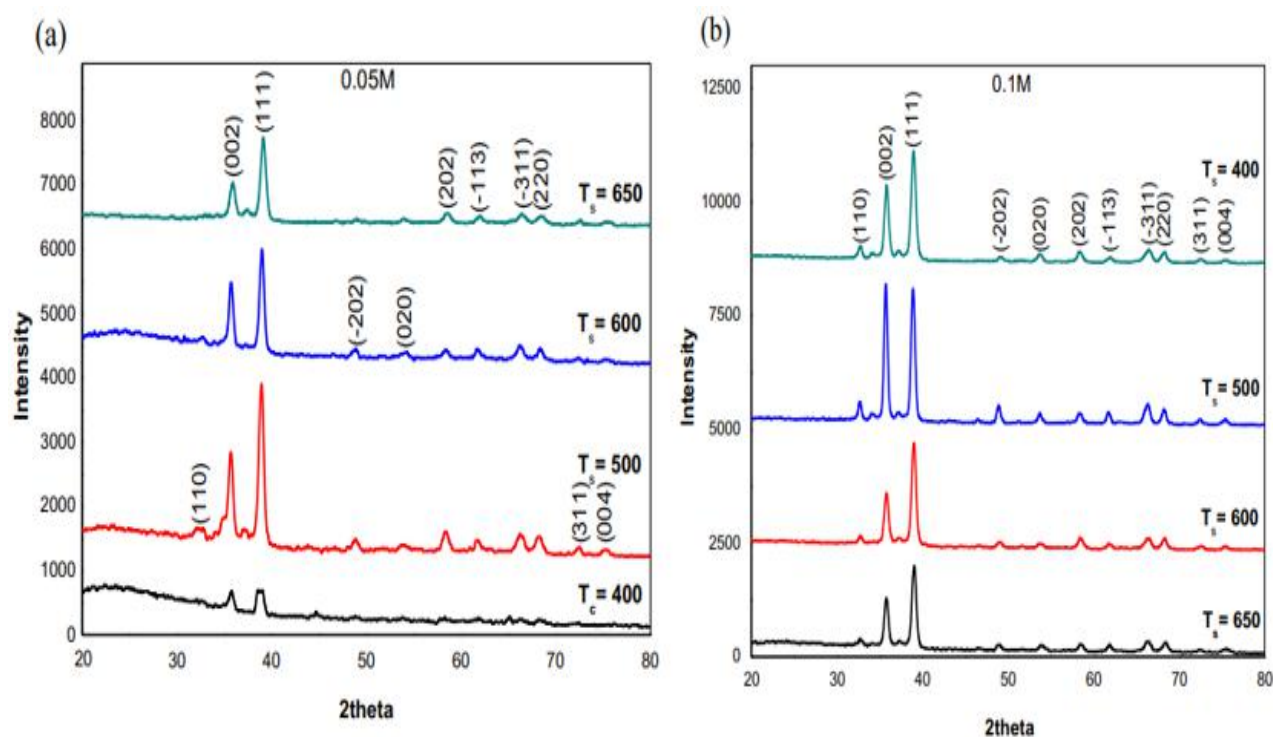 (a)
0.05M
Intensity
8000
7000
6000
5000
4000
3000
2000
1000
0
(002)
(111)
(202)
(-113)
(-311)
(220)
Ts = 650
(-202)
(020)
Ts = 600
(110)
Ts = 500
(311)
(004)
Tc = 400
20 30 40 50 60 70 80
2theta
(b)
0.1M
Intensity
12500
10000
7500
5000
2500
0
(110)
(002)
(111)
(-202)
(020)
(202)
(-113)
(-311)
(220)
(311)
(004)
Ts = 400
Ts = 500
Ts = 600
Ts = 650
20 30 40 50 60 70 80
2theta